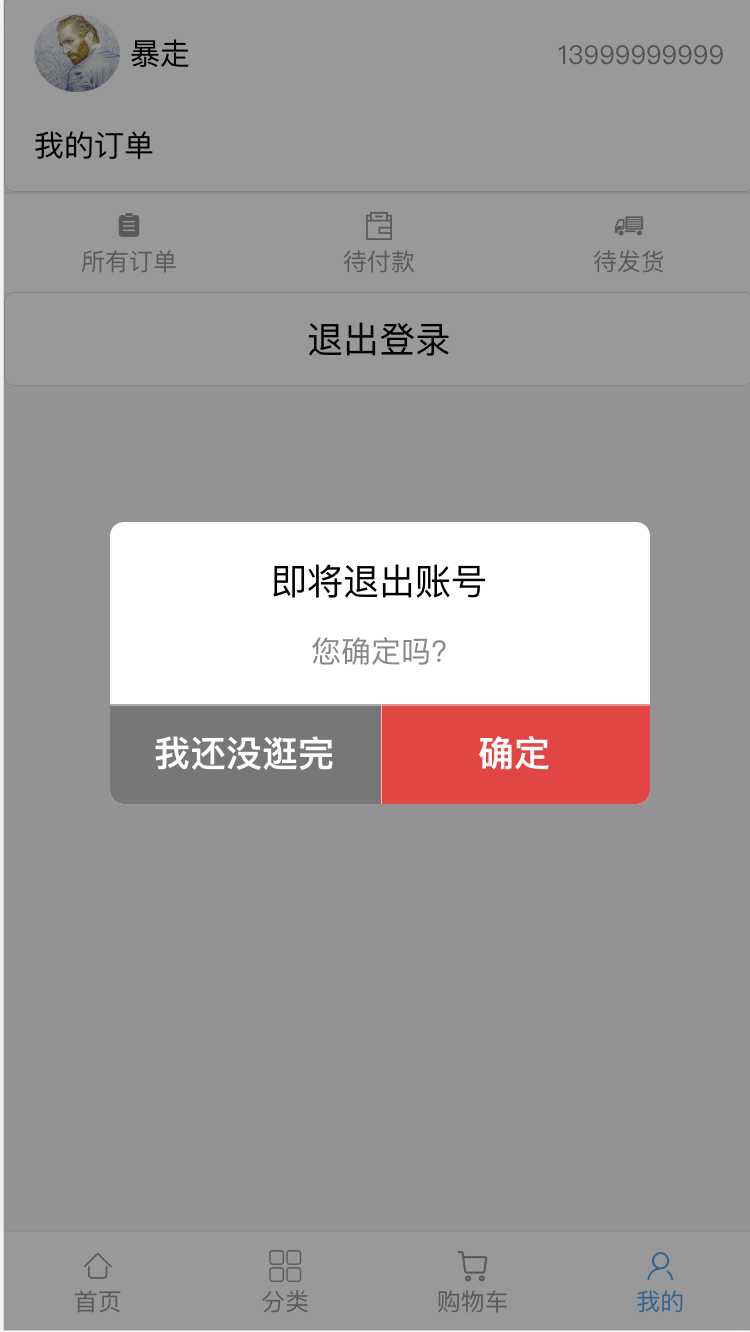 暴走
13999999999
我的订单
所有订单
待付款
待发货
退出登录
即将退出账号
您确定吗?
我还没逛完
确定
首页
分类
购物车
我的